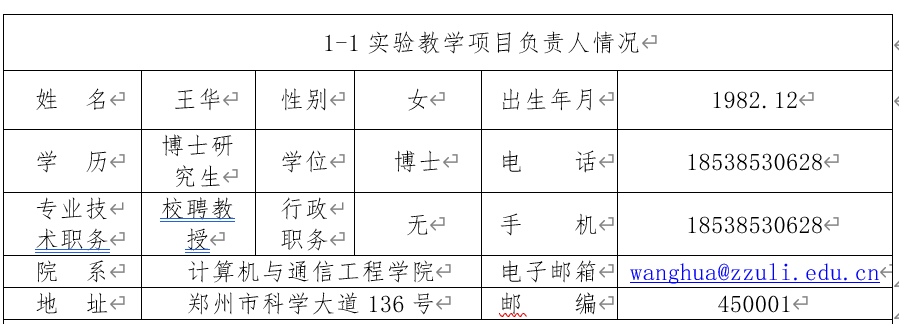 1-1 实验教学项目负责人情况
姓 名 王华 性别 女 出生年月 1982.12
学 历 博士研究生 学位 博士 电 话 18538530628
专业技术职务 校聘教授 行政职务 无 手 机 18538530628
院 系 计算机与通信工程学院 电子邮箱 wanghua@zzuli.edu.cn
地 址 郑州市科学大道 136 号 邮 编 450001